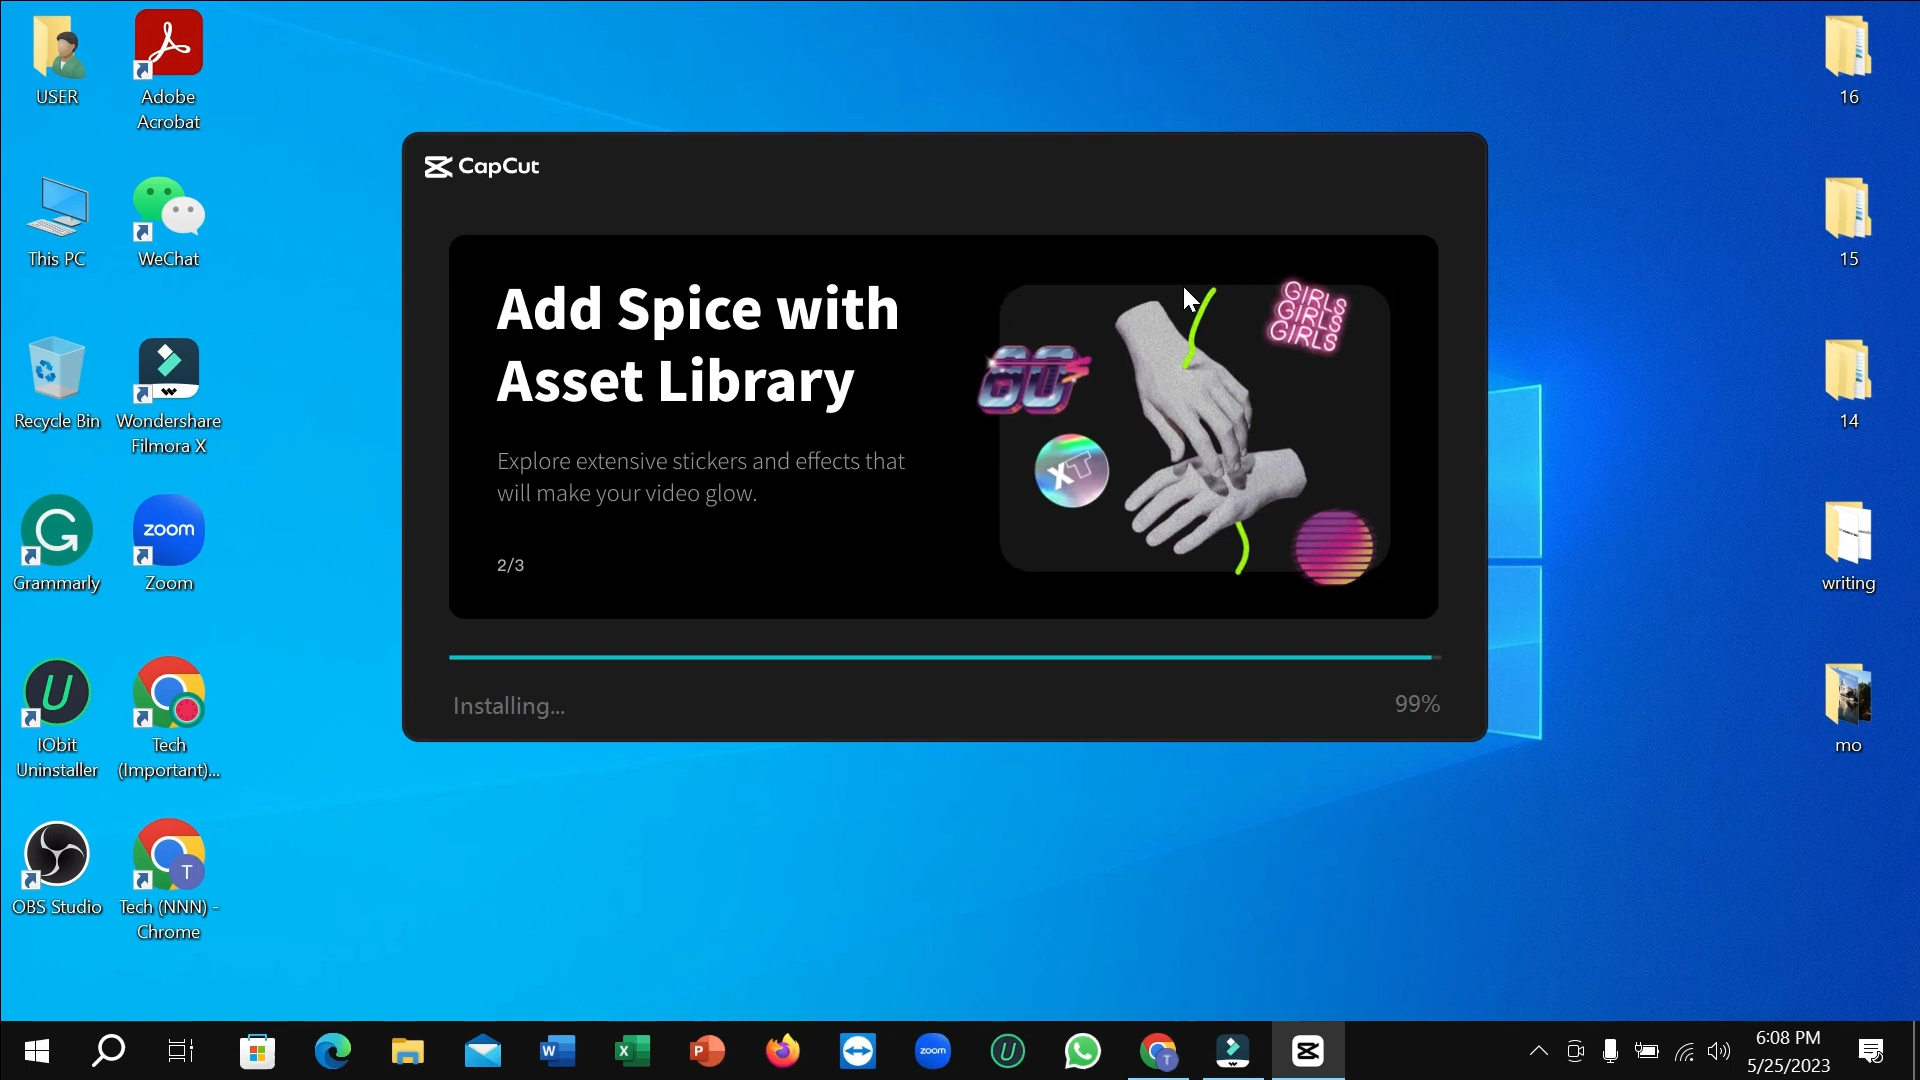 USER
Adobe
Acrobat
This PC
WeChat
Recycle Bin
Wondershare
Filmora X
Grammarly
zoom
Zoom
IObit
Uninstaller
Tech
(Important)...
OBS Studio
T
Tech (NNN) -
Chrome
CapCut
Add Spice with
Asset Library
Explore extensive stickers and effects that
will make your video glow.
2/3
GIRLS
GIRLS
GIRLS
80
XT
Installing...
99%
16
15
14
writing
mo
W
X
P
zoom
T
6:08 PM
5/25/2023